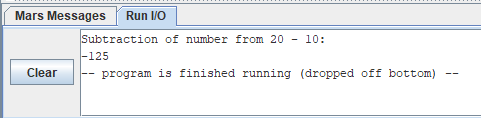 Mars Messages Run I/O
Subtraction of number from 20 - 10:
-125
-- program is finished running (dropped off bottom) --
Clear